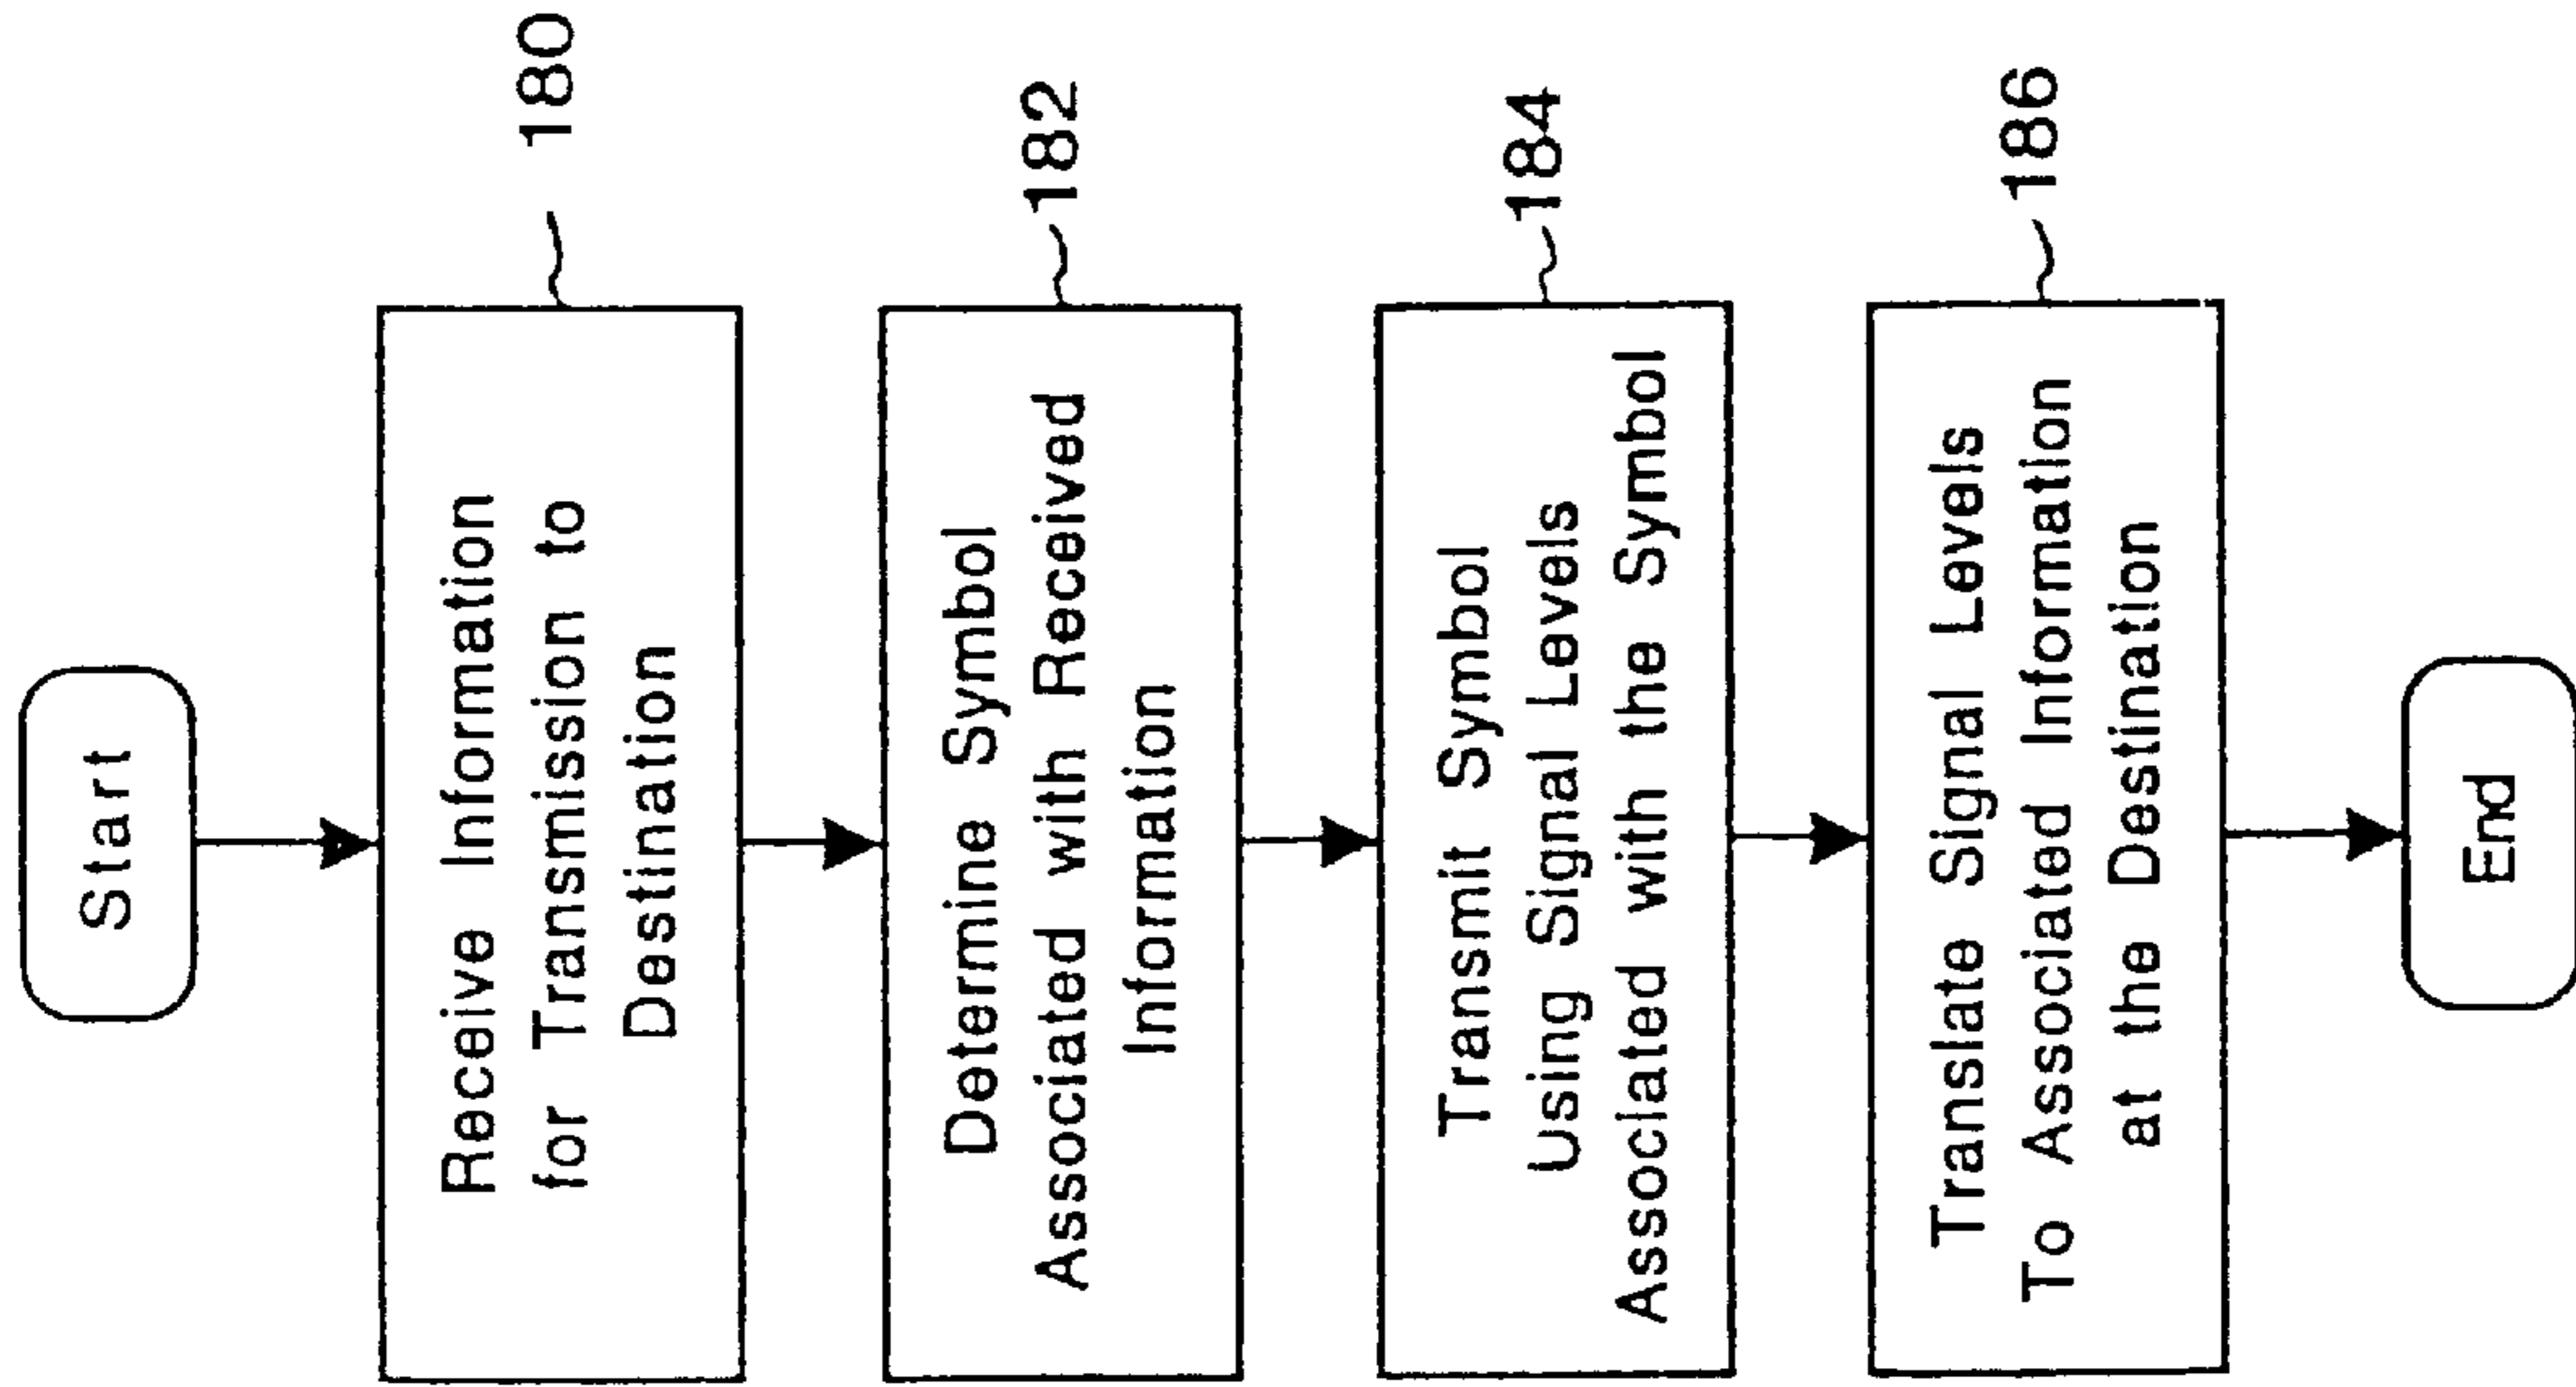 Start
Receive Information
for Transmission to
Destination
180
Determine Symbol
Associated with Received
Information
182
Transmit Symbol
Using Signal Levels
Associated with the Symbol
184
Translate Signal Levels
To Associated Information
at the Destination
186
End